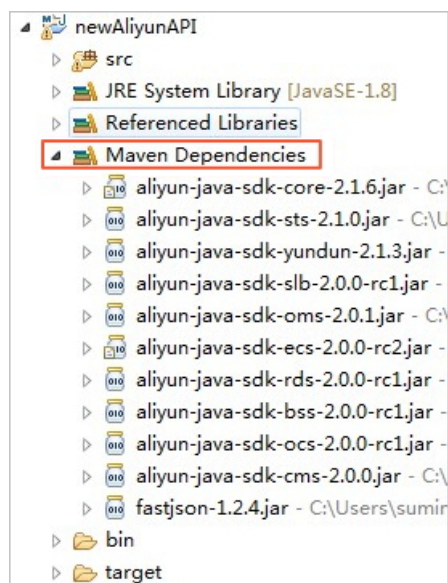 newAliyunAPI
src
JRE System Library [JavaSE-1.8]
Referenced Libraries
Maven Dependencies
aliyun-java-sdk-core-2.1.6.jar - C:\
aliyun-java-sdk-sts-2.1.0.jar - C:\U
aliyun-java-sdk-yundun-2.1.3.jar -
aliyun-java-sdk-slb-2.0.0-rc1.jar -
aliyun-java-sdk-oms-2.0.1.jar - C:\
aliyun-java-sdk-ecs-2.0.0-rc2.jar -
aliyun-java-sdk-rds-2.0.0-rc1.jar -
aliyun-java-sdk-bss-2.0.0-rc1.jar -
aliyun-java-sdk-ocs-2.0.0-rc1.jar -
aliyun-java-sdk-cms-2.0.0.jar - C:\
fastjson-1.2.4.jar - C:\Users\sumin
bin
target